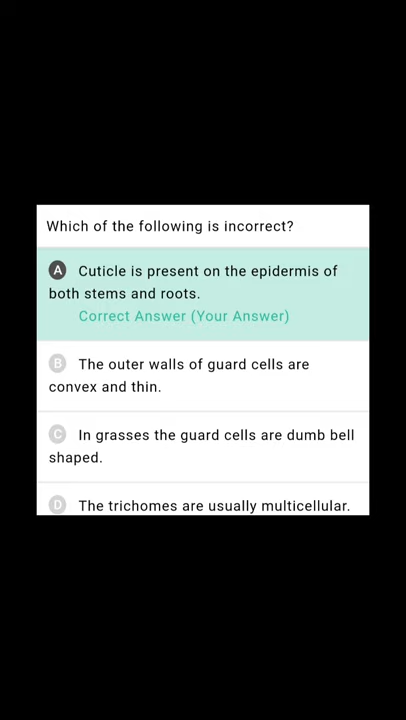 Which of the following is incorrect?
A Cuticle is present on the epidermis of
both stems and roots.
Correct Answer (Your Answer)
B The outer walls of guard cells are
convex and thin.
C In grasses the guard cells are dumb bell
shaped.
D The trichomes are usually multicellular.